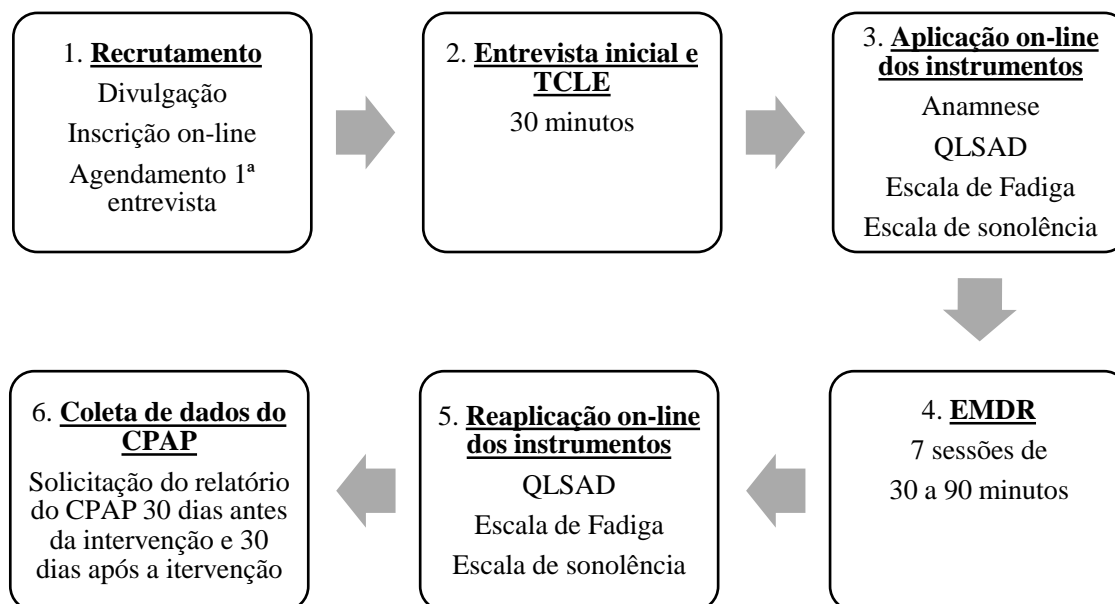 1. Recrutamento
Divulgação
Inscrição on-line
Agendamento 1ª
entrevista
2. Entrevista inicial e
TCLE
30 minutos
3. Aplicação on-line
dos instrumentos
Anamnese
QLSAD
Escala de Fadiga
Escala de sonolência
4. EMDR
7 sessões de
30 a 90 minutos
5. Reaplicação on-line
dos instrumentos
QLSAD
Escala de Fadiga
Escala de sonolência
6. Coleta de dados do
CPAP
Solicitação do relatório
do CPAP 30 dias antes
da intervenção e 30
dias após a itervenção